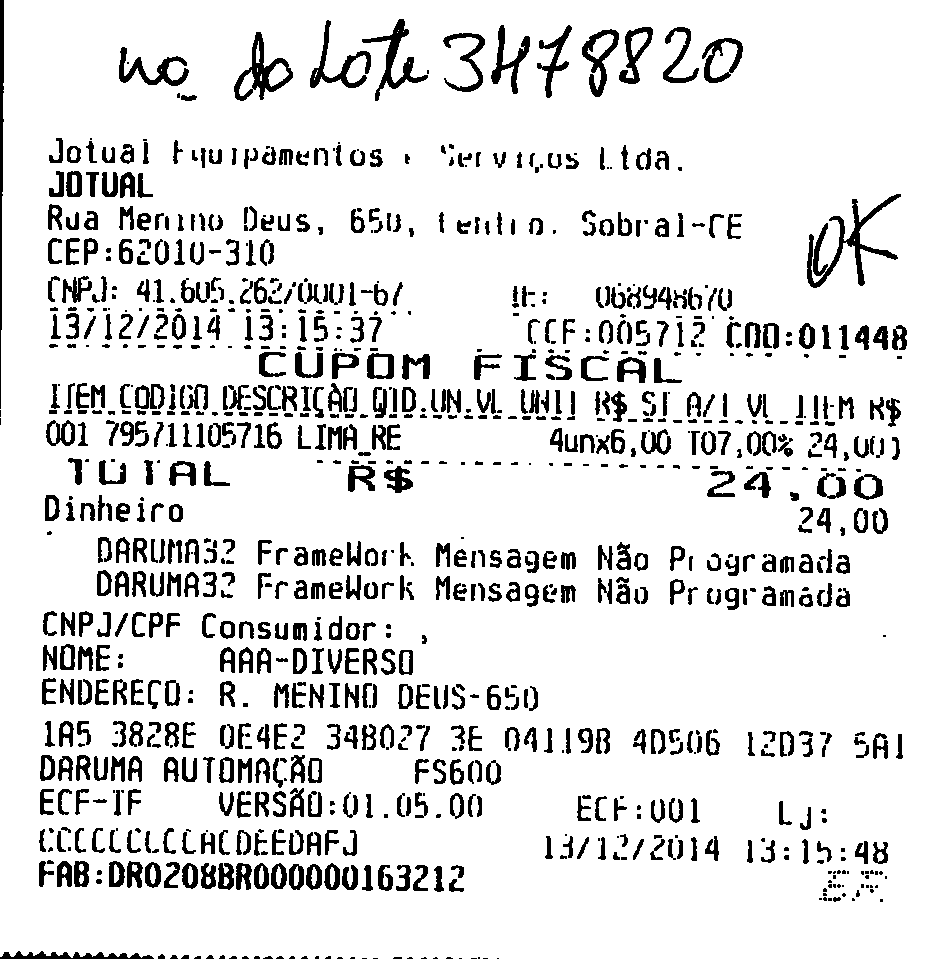 no do Lote 3478820
Jotual Equipamentos e Serviços Ltda.
JOTUAL
Rua Menino Deus, 650, Centro. Sobral-CE
OK
CEP:62010-310
CNPJ: 41.605.262/0001-67 IE: 068948670
13/12/2014 13:15:37 CCF:005712 COO:011448
CUPOM FISCAL
ITEM CODIGO DESCRIÇÃO QTD.UN.VL UNIT R$ ST A/T VL ITEM R$
001 795711105716 LIMA RE 4unx6,00 T07,00% 24,00
TOTAL R$ 24,00
Dinheiro 24,00
DARUMA32 FrameWork Mensagem Não Programada
DARUMA32 FrameWork Mensagem Não Programada
CNPJ/CPF Consumidor: ,
NOME: AAA-DIVERSO
ENDEREÇO: R. MENINO DEUS-650
1A5 3828E 0E4E2 34B027 3E 04119B 4D506 12D37 5A1
DARUMA AUTOMAÇÃO FS600
ECF-IF VERSÃO:01.05.00 ECF:001 Lj:
13/12/2014 13:15:48
FAB:DR0208BR000000163212